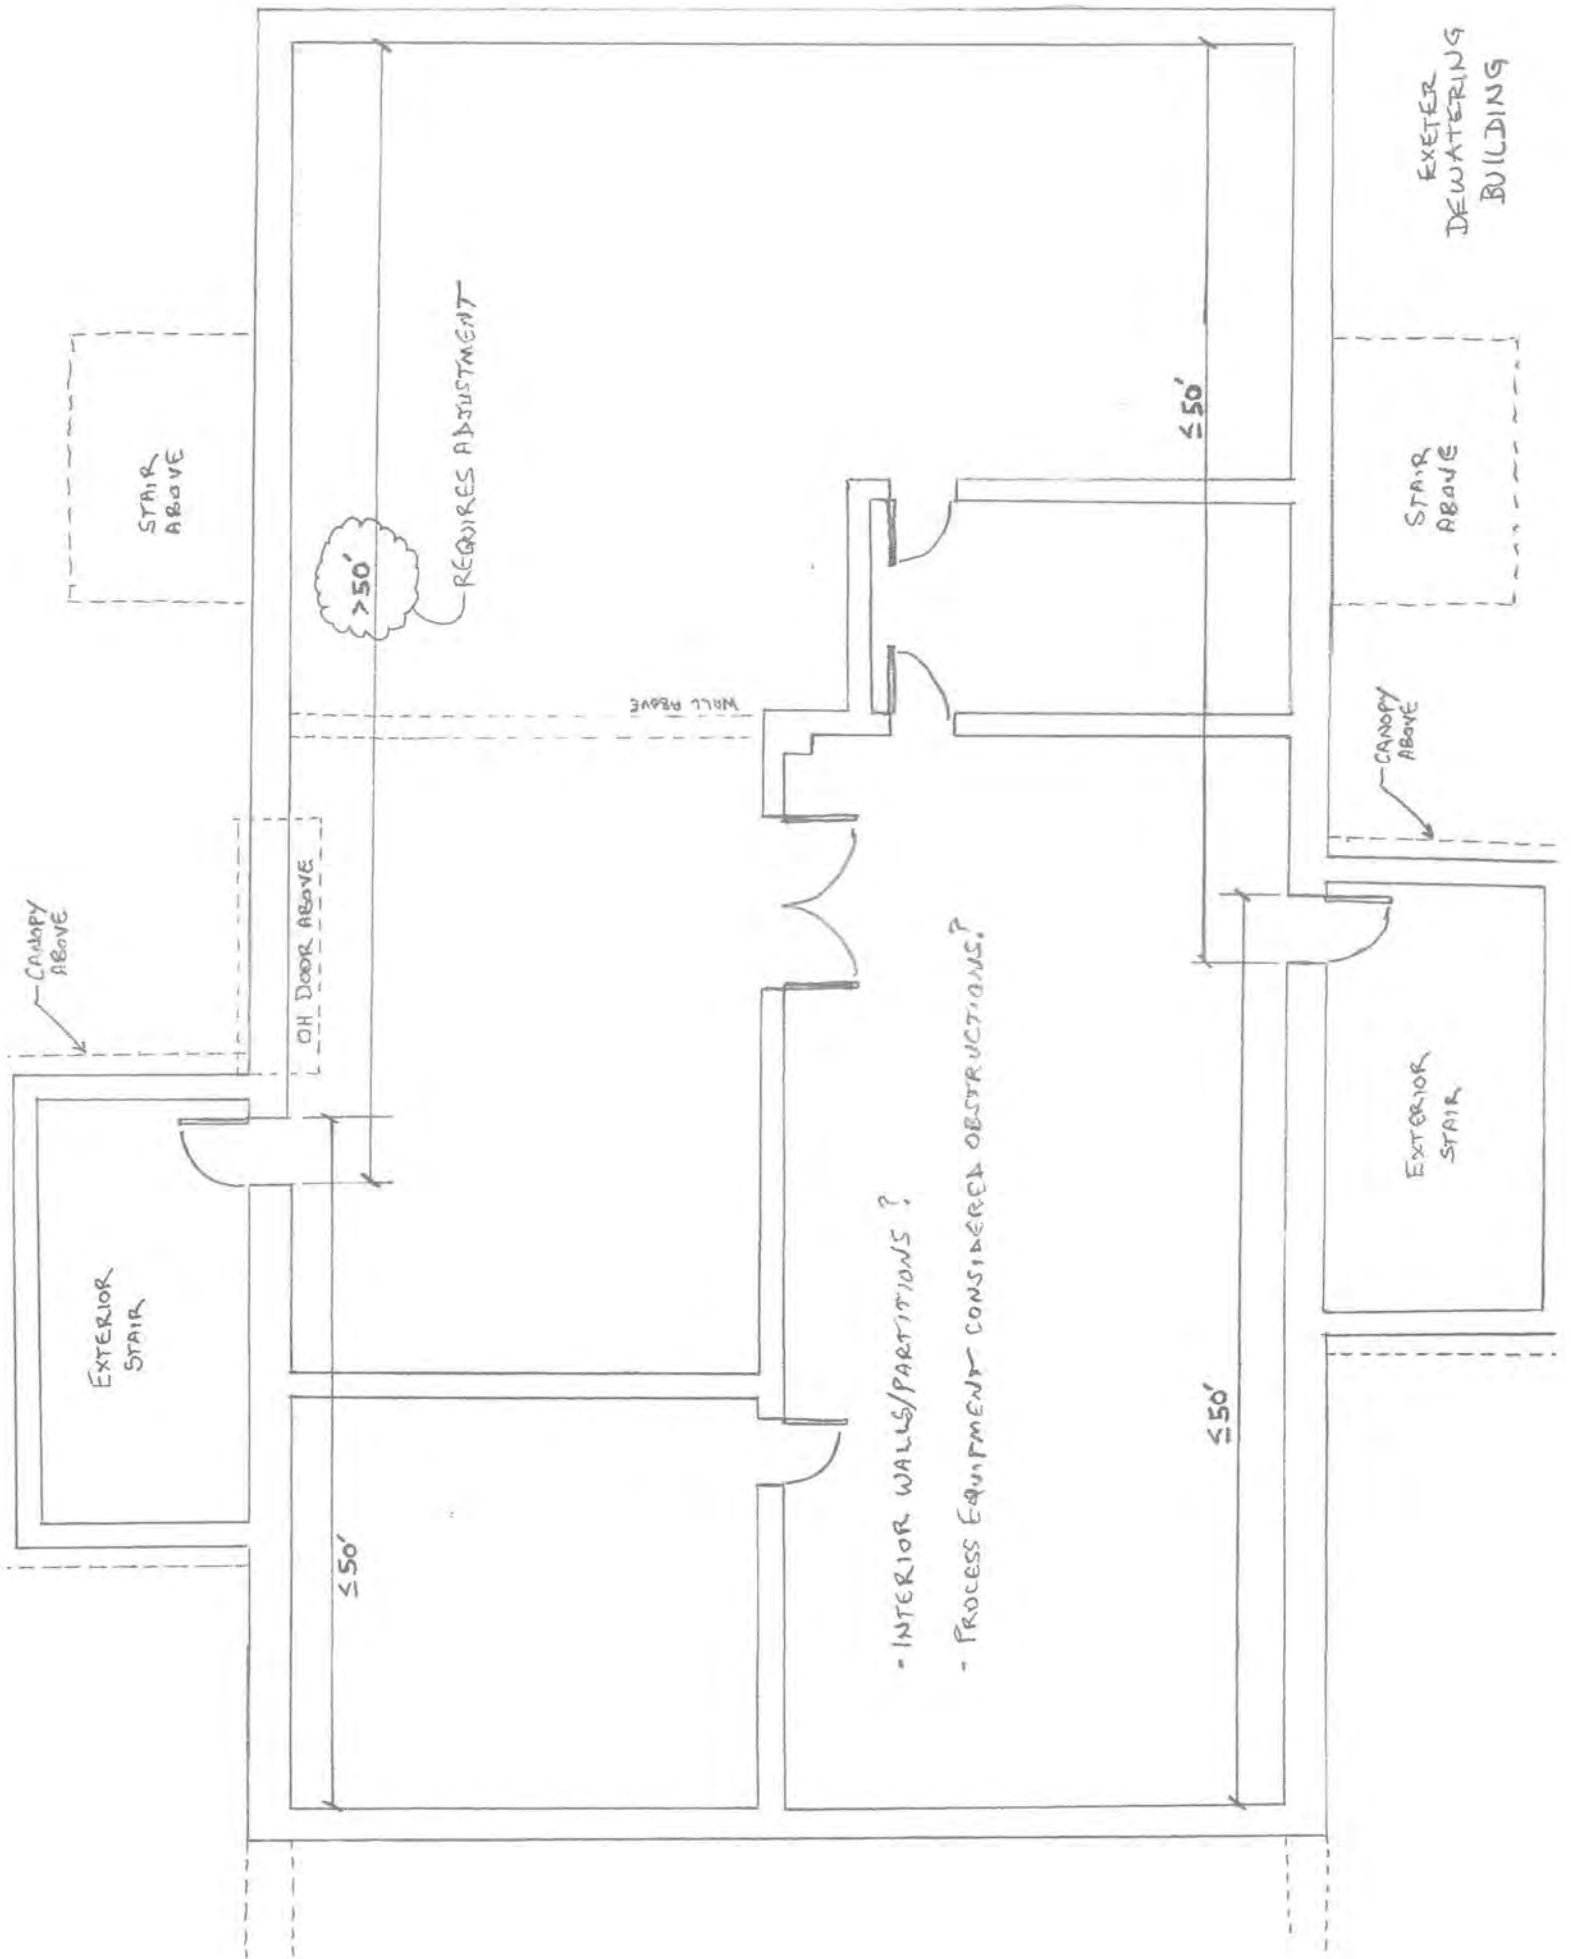 CANOPY
ABOVE
EXTERIOR
STAIR
STAIR
ABOVE
OH DOOR ABOVE
≤50'
>50'
REQUIRES ADJUSTMENT
WALL ABOVE
- INTERIOR WALLS/PARTITIONS ?
- PROCESS EQUIPMENT CONSIDERED OBSTRUCTIONS?
≤50'
≤50'
CANOPY
ABOVE
EXTERIOR
STAIR
STAIR
ABOVE
EXETER
DEWATERING
BUILDING